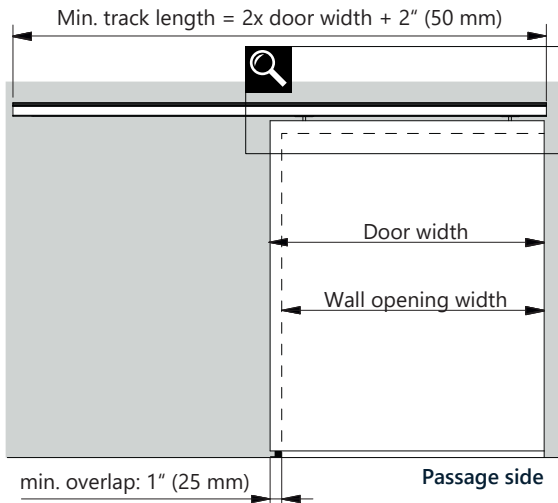 Min. track length = 2x door width + 2“ (50 mm)
Door width
Wall opening width
min. overlap: 1“ (25 mm)
Passage side